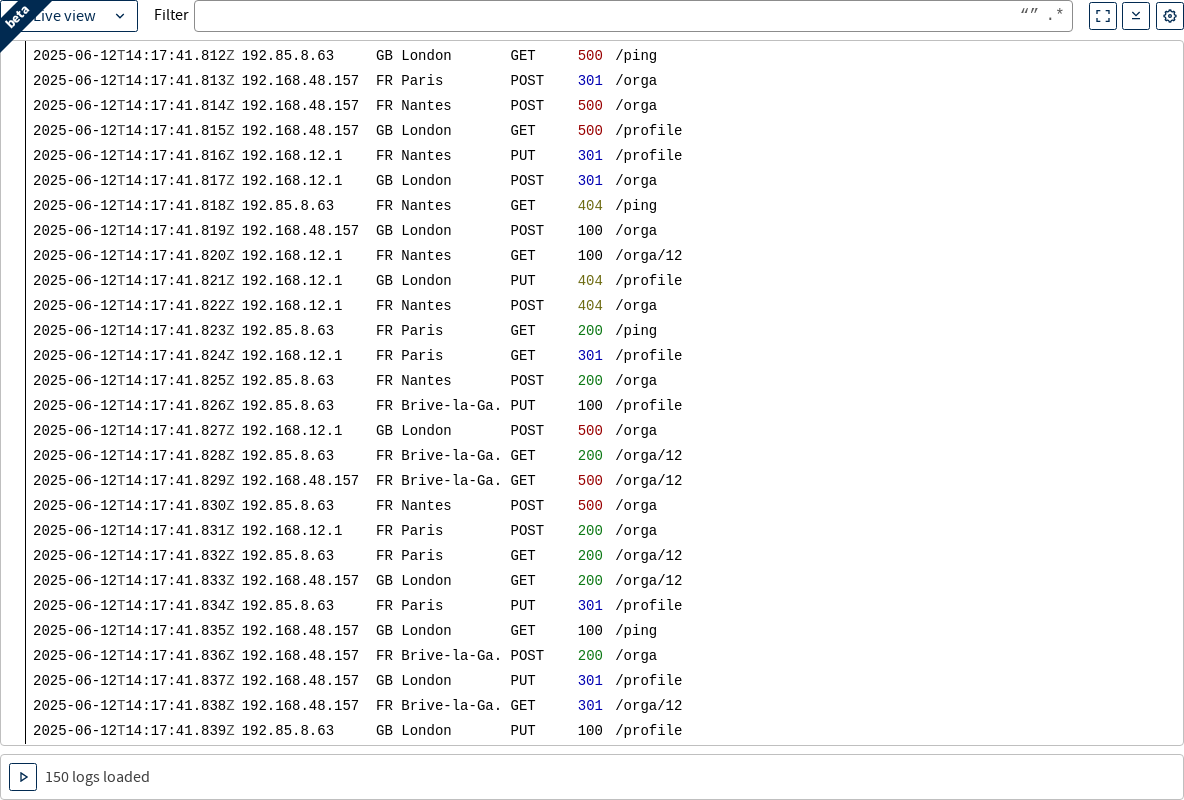 beta
Live view Filter “” .*
2025-06-12T14:17:41.812Z 192.85.8.63 GB London GET 500 /ping
2025-06-12T14:17:41.813Z 192.168.48.157 FR Paris POST 301 /orga
2025-06-12T14:17:41.814Z 192.168.48.157 FR Nantes POST 500 /orga
2025-06-12T14:17:41.815Z 192.168.48.157 GB London GET 500 /profile
2025-06-12T14:17:41.816Z 192.168.12.1 FR Nantes PUT 301 /profile
2025-06-12T14:17:41.817Z 192.168.12.1 GB London POST 301 /orga
2025-06-12T14:17:41.818Z 192.85.8.63 FR Nantes GET 404 /ping
2025-06-12T14:17:41.819Z 192.168.48.157 GB London POST 100 /orga
2025-06-12T14:17:41.820Z 192.168.12.1 FR Nantes GET 100 /orga/12
2025-06-12T14:17:41.821Z 192.168.12.1 GB London PUT 404 /profile
2025-06-12T14:17:41.822Z 192.168.12.1 FR Nantes POST 404 /orga
2025-06-12T14:17:41.823Z 192.85.8.63 FR Paris GET 200 /ping
2025-06-12T14:17:41.824Z 192.168.12.1 FR Paris GET 301 /profile
2025-06-12T14:17:41.825Z 192.85.8.63 FR Nantes POST 200 /orga
2025-06-12T14:17:41.826Z 192.85.8.63 FR Brive-la-Ga. PUT 100 /profile
2025-06-12T14:17:41.827Z 192.168.12.1 GB London POST 500 /orga
2025-06-12T14:17:41.828Z 192.85.8.63 FR Brive-la-Ga. GET 200 /orga/12
2025-06-12T14:17:41.829Z 192.168.48.157 FR Brive-la-Ga. GET 500 /orga/12
2025-06-12T14:17:41.830Z 192.85.8.63 FR Nantes POST 500 /orga
2025-06-12T14:17:41.831Z 192.168.12.1 FR Paris POST 200 /orga
2025-06-12T14:17:41.832Z 192.85.8.63 FR Paris GET 200 /orga/12
2025-06-12T14:17:41.833Z 192.168.48.157 GB London GET 200 /orga/12
2025-06-12T14:17:41.834Z 192.85.8.63 FR Paris PUT 301 /profile
2025-06-12T14:17:41.835Z 192.168.48.157 GB London GET 100 /ping
2025-06-12T14:17:41.836Z 192.168.48.157 FR Brive-la-Ga. POST 200 /orga
2025-06-12T14:17:41.837Z 192.168.48.157 GB London PUT 301 /profile
2025-06-12T14:17:41.838Z 192.168.48.157 FR Brive-la-Ga. GET 301 /orga/12
2025-06-12T14:17:41.839Z 192.85.8.63 GB London PUT 100 /profile
150 logs loaded